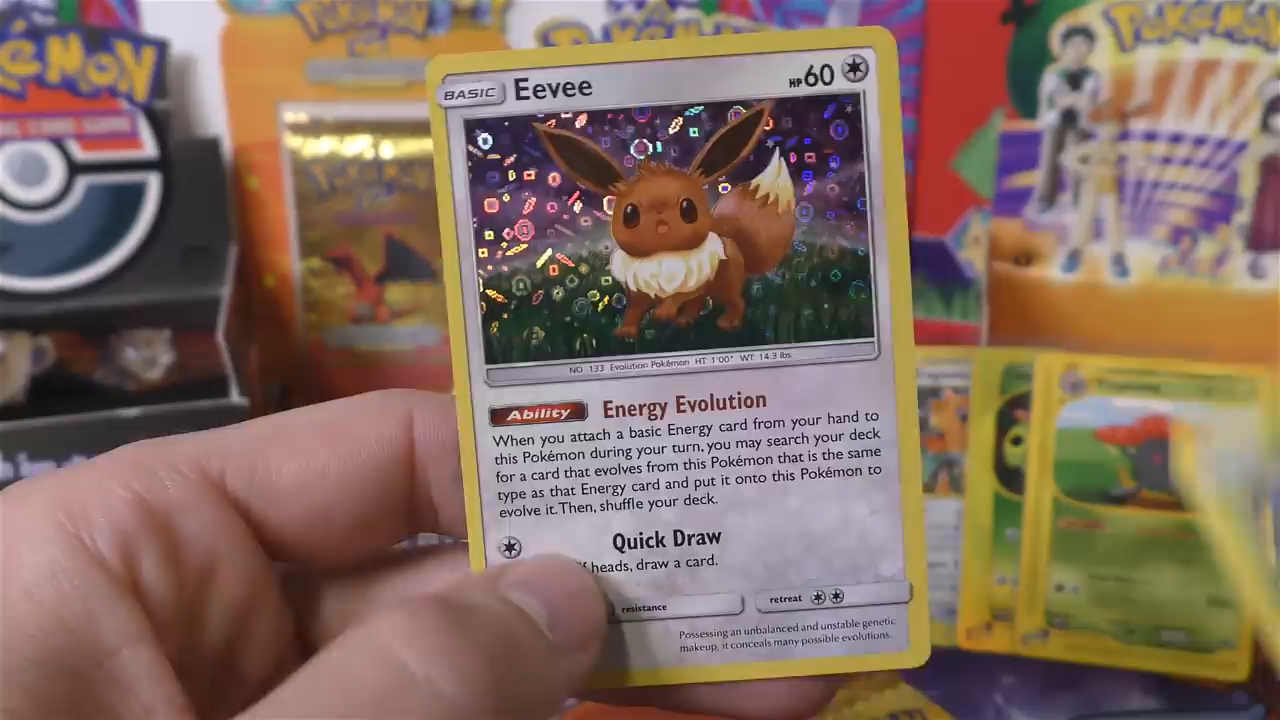 POKÉMON
POKÉMON
POKÉMON
BASIC Eevee HP60
NO. 133 Evolution Pokémon HT 1'00" WT: 14.3 lbs
Ability Energy Evolution
When you attach a basic Energy card from your hand to
this Pokémon during your turn, you may search your deck
for a card that evolves from this Pokémon that is the same
type as that Energy card and put it onto this Pokémon to
evolve it. Then, shuffle your deck.
Quick Draw
heads, draw a card.
resistance
retreat
Possessing an unbalanced and unstable genetic
makeup, it conceals many possible evolutions.